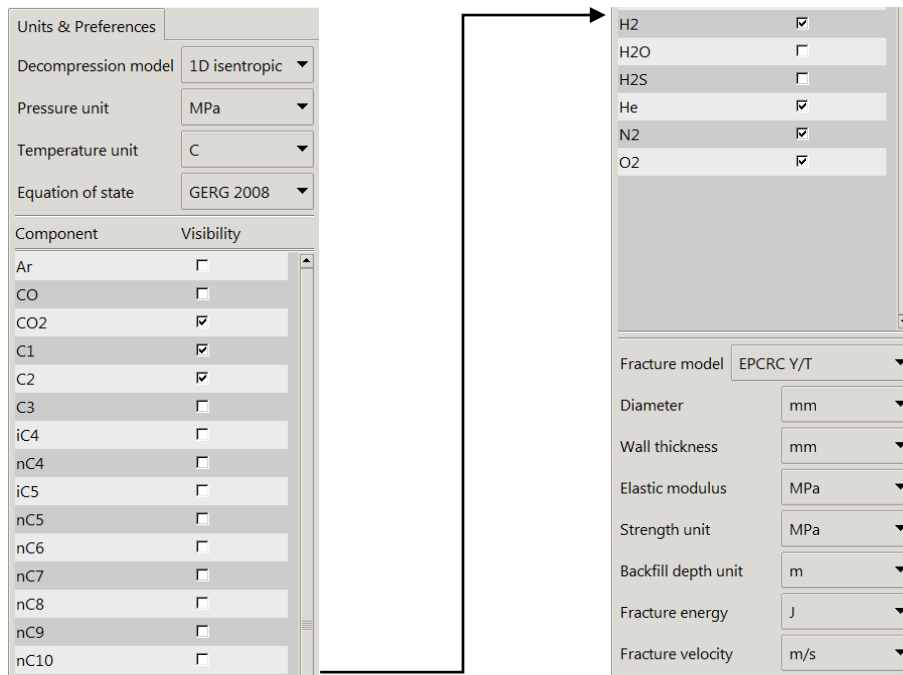 Units & Preferences
Decompression model 1D isentropic
Pressure unit MPa
Temperature unit C
Equation of state GERG 2008
Component Visibility
Ar
CO
CO2
C1
C2
C3
iC4
nC4
iC5
nC5
nC6
nC7
nC8
nC9
nC10
H2
H2O
H2S
He
N2
O2
Fracture model EPCRC Y/T
Diameter mm
Wall thickness mm
Elastic modulus MPa
Strength unit MPa
Backfill depth unit m
Fracture energy J
Fracture velocity m/s